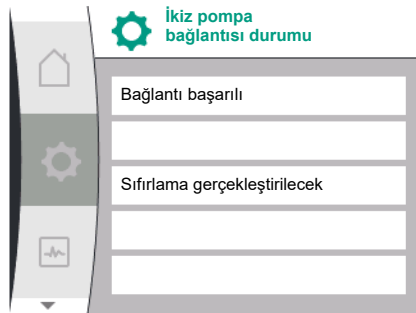 İkiz pompa
bağlantısı durumu
Bağlantı başarılı
Sıfırlama gerçekleştirilecek